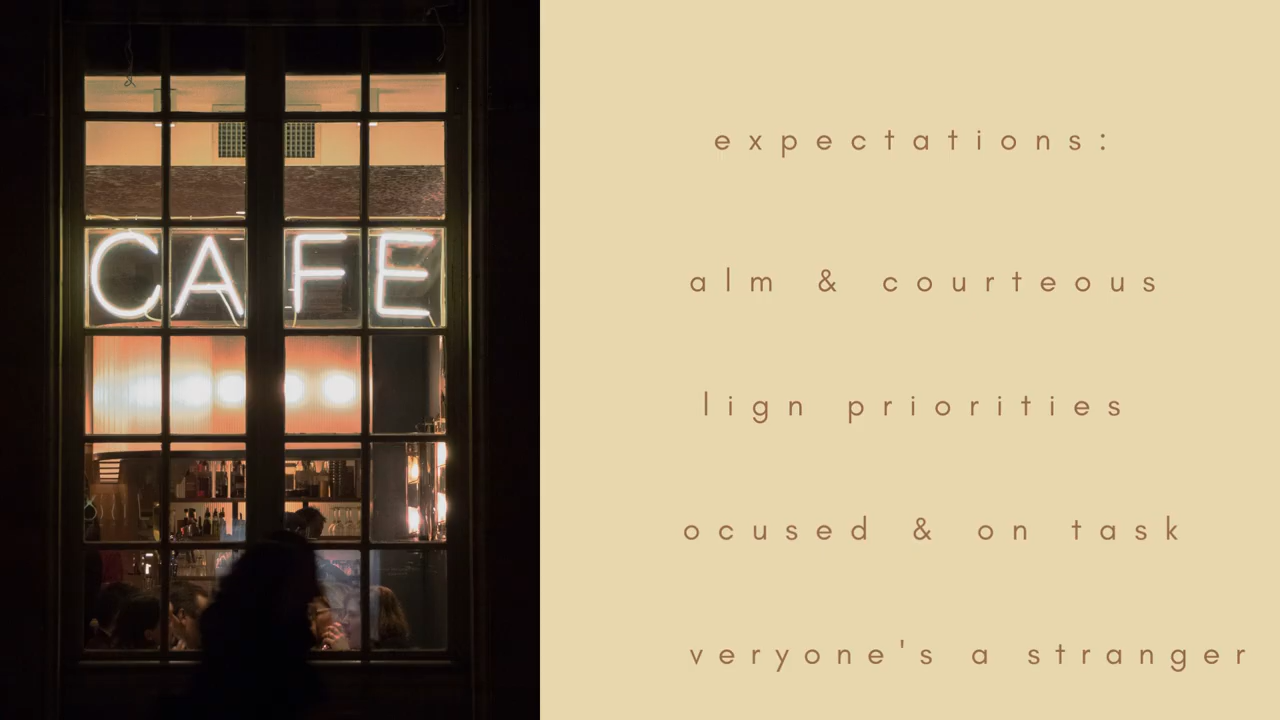 CAFE
expectations:
alm & courteous
lign priorities
ocused & on task
veryone's a stranger